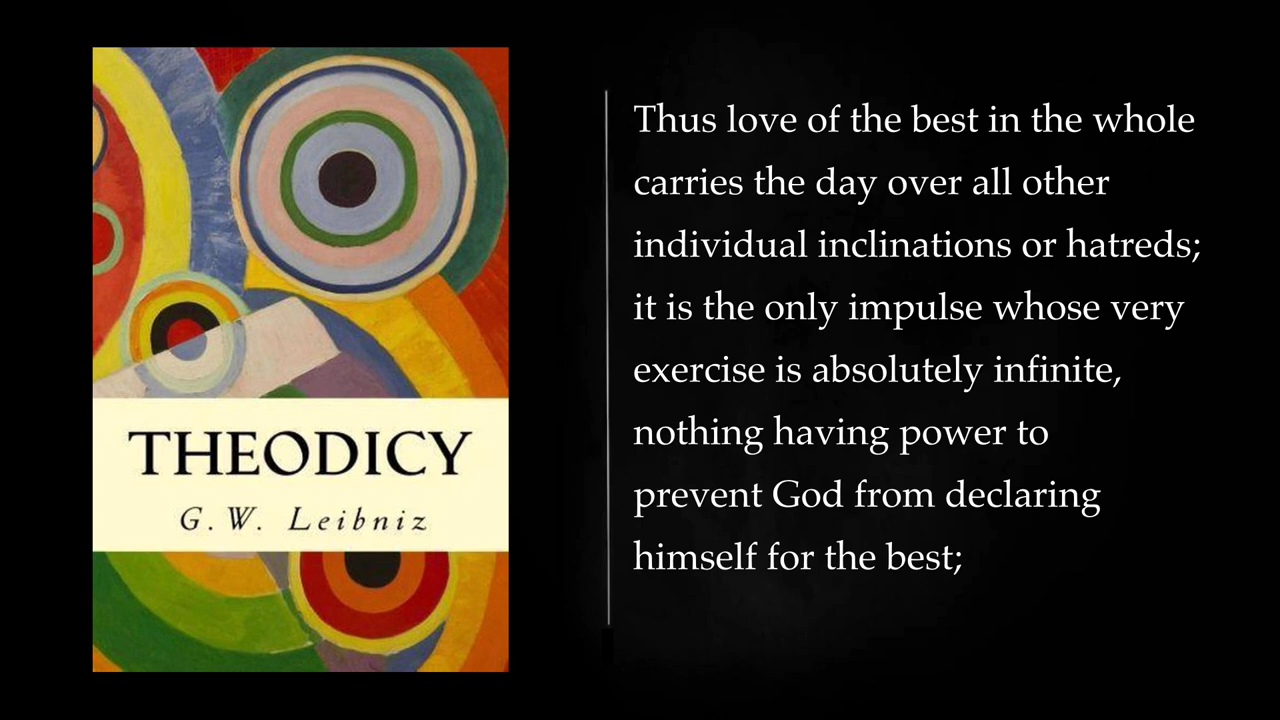 THEODICY
G. W. Leibniz
Thus love of the best in the whole
carries the day over all other
individual inclinations or hatreds;
it is the only impulse whose very
exercise is absolutely infinite,
nothing having power to
prevent God from declaring
himself for the best;